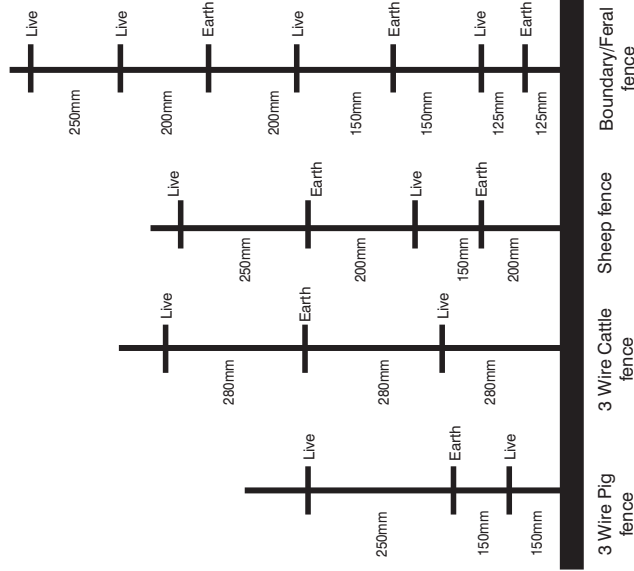 Live
250mm
Earth
150mm
Live
150mm
3 Wire Pig
fence
Live
280mm
Earth
280mm
Live
280mm
3 Wire Cattle
fence
Live
250mm
Earth
200mm
Live
150mm
Earth
200mm
Sheep fence
Live
250mm
Live
200mm
Earth
200mm
Live
150mm
Earth
150mm
Live
125mm
Earth
125mm
Boundary/Feral
fence